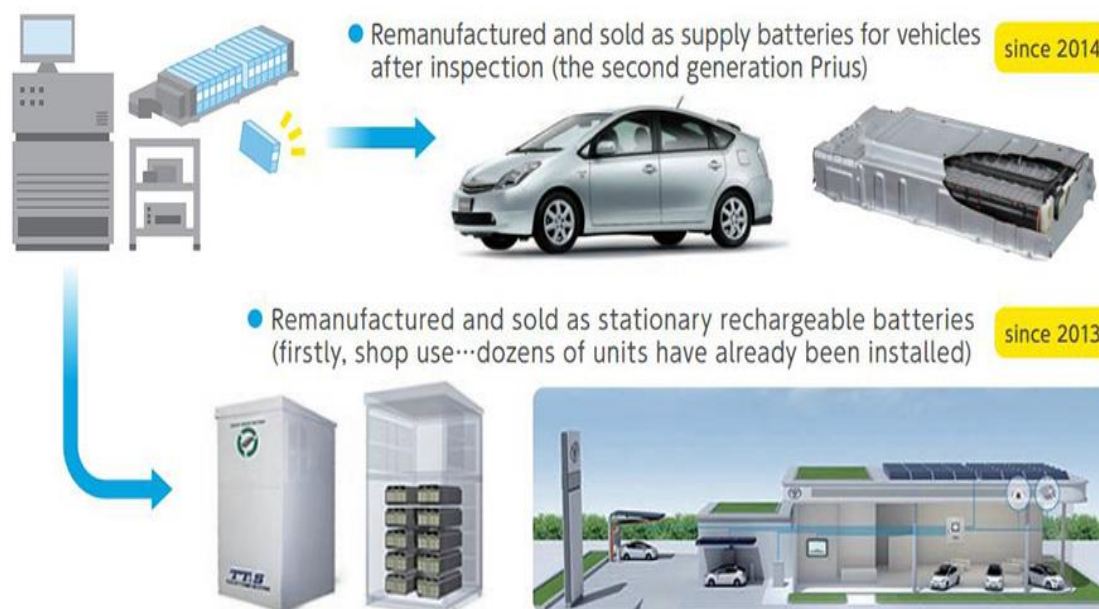 ● Remanufactured and sold as supply batteries for vehicles
after inspection (the second generation Prius)
since 2014
● Remanufactured and sold as stationary rechargeable batteries
(firstly, shop use…dozens of units have already been installed)
since 2013